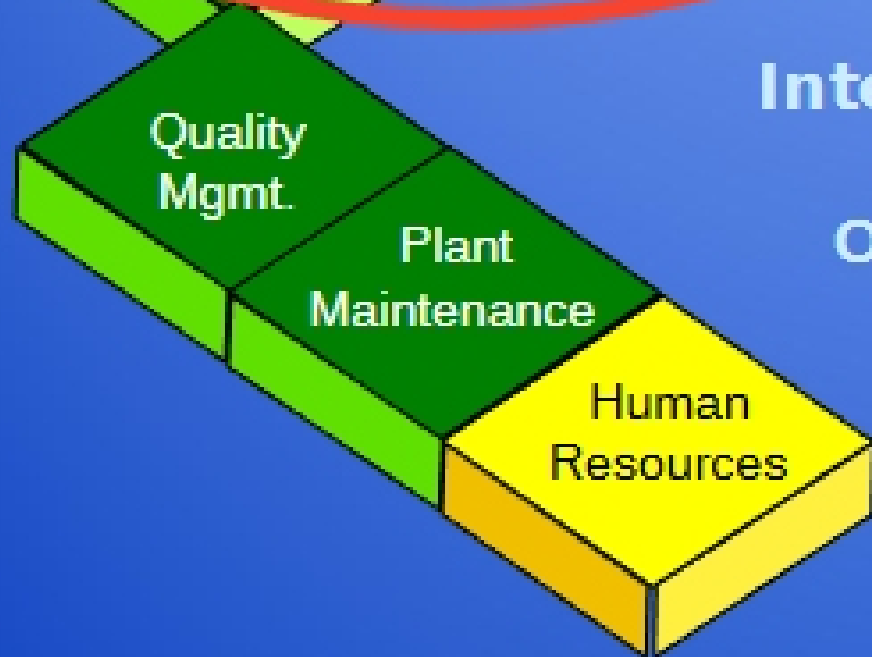 Quality
Mgmt.
Plant
Maintenance
Human
Resources